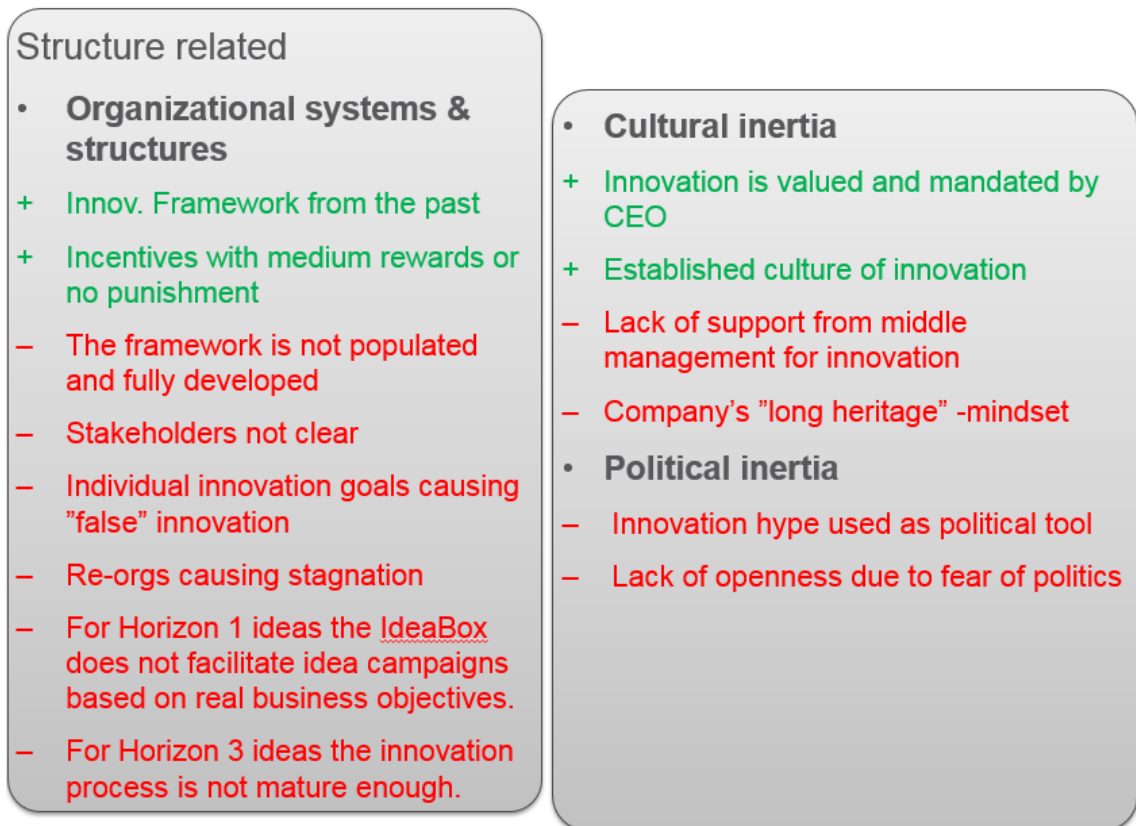 Structure related
• Organizational systems &
structures
+ Innov. Framework from the past
+ Incentives with medium rewards or
no punishment
– The framework is not populated
and fully developed
– Stakeholders not clear
– Individual innovation goals causing
”false” innovation
– Re-orgs causing stagnation
– For Horizon 1 ideas the IdeaBox
does not facilitate idea campaigns
based on real business objectives.
– For Horizon 3 ideas the innovation
process is not mature enough.
• Cultural inertia
+ Innovation is valued and mandated by
CEO
+ Established culture of innovation
– Lack of support from middle
management for innovation
– Company’s ”long heritage” -mindset
• Political inertia
– Innovation hype used as political tool
– Lack of openness due to fear of politics